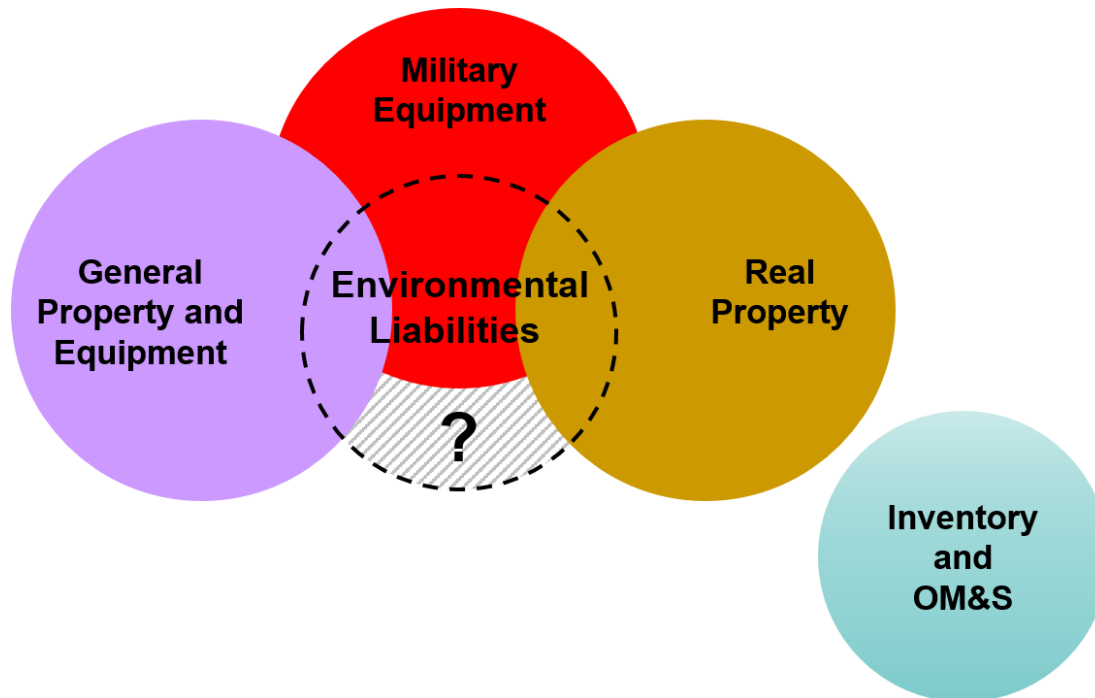 Military
Equipment
General
Property and
Equipment
Environmental
Liabilities
Real
Property
?
Inventory
and
OM&S